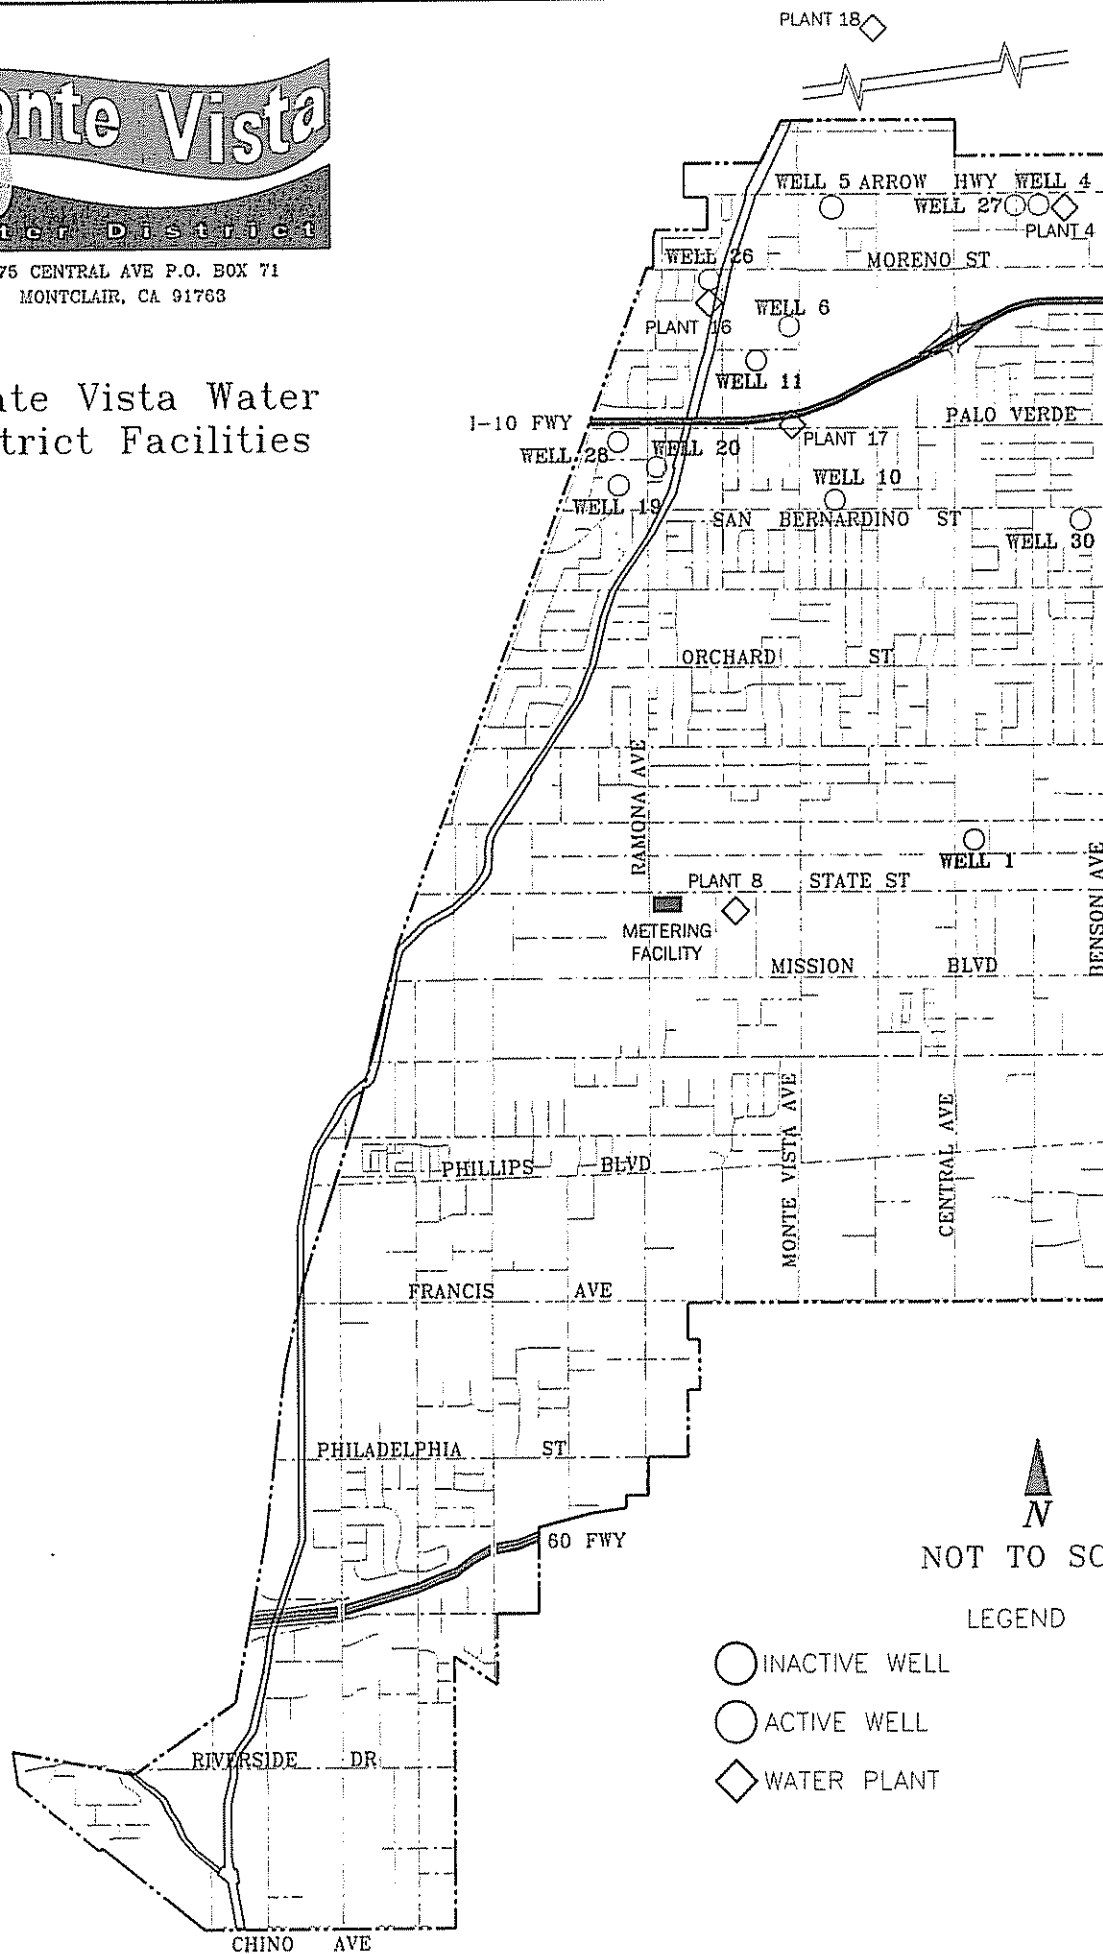 PLANT 18
onte Vista
ter District
75 CENTRAL AVE P.O. BOX 71
MONTCLAIR, CA 91763
nte Vista Water
trict Facilities
WELL 5
ARROW HWY
WELL 4
WELL 27
PLANT 4
WELL 26
MORENO ST
WELL 6
PLANT 16
WELL 11
I-10 FWY
PALO VERDE
PLANT 17
WELL 28
WELL 20
WELL 10
WELL 19
SAN BERNARDINO ST
WELL 30
ORCHARD ST
RAMONA AVE
WELL 1
PLANT 8
STATE ST
BENSON AVE
METERING
FACILITY
MISSION BLVD
MONTE VISTA AVE
CENTRAL AVE
PHILLIPS BLVD
FRANCIS AVE
PHILADELPHIA ST
60 FWY
N
NOT TO SC
LEGEND
INACTIVE WELL
ACTIVE WELL
WATER PLANT
RIVERSIDE DR
CHINO AVE